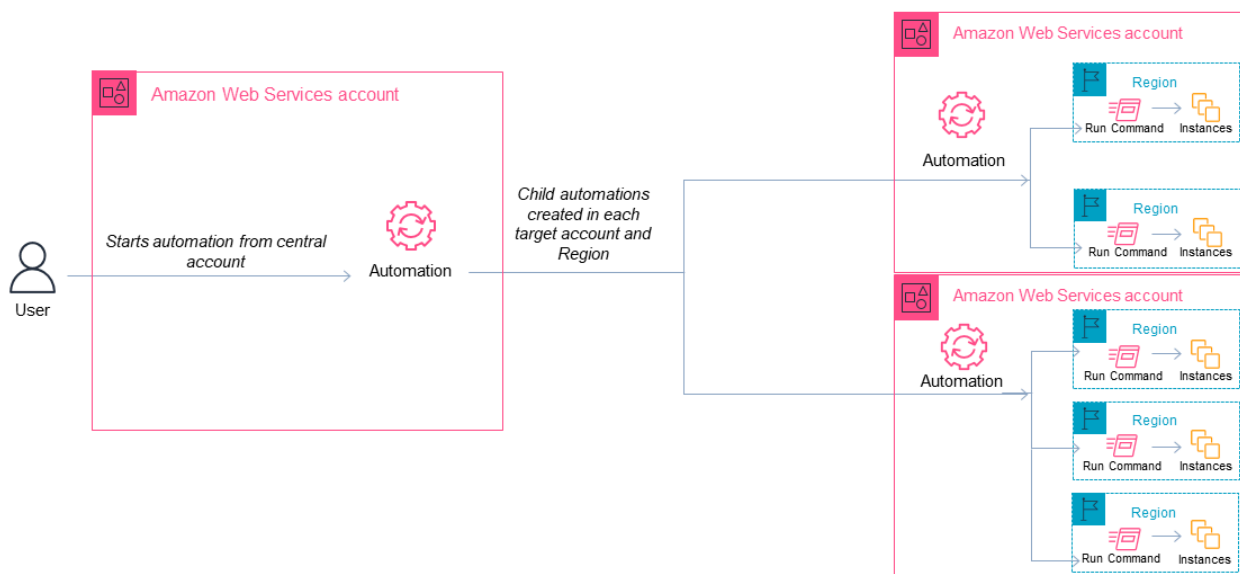 Amazon Web Services account
Starts automation from central
account
User
Automation
Child automations
created in each
target account and
Region
Amazon Web Services account
Automation
Region
Run Command
Instances
Region
Run Command
Instances
Amazon Web Services account
Automation
Region
Run Command
Instances
Region
Run Command
Instances
Region
Run Command
Instances